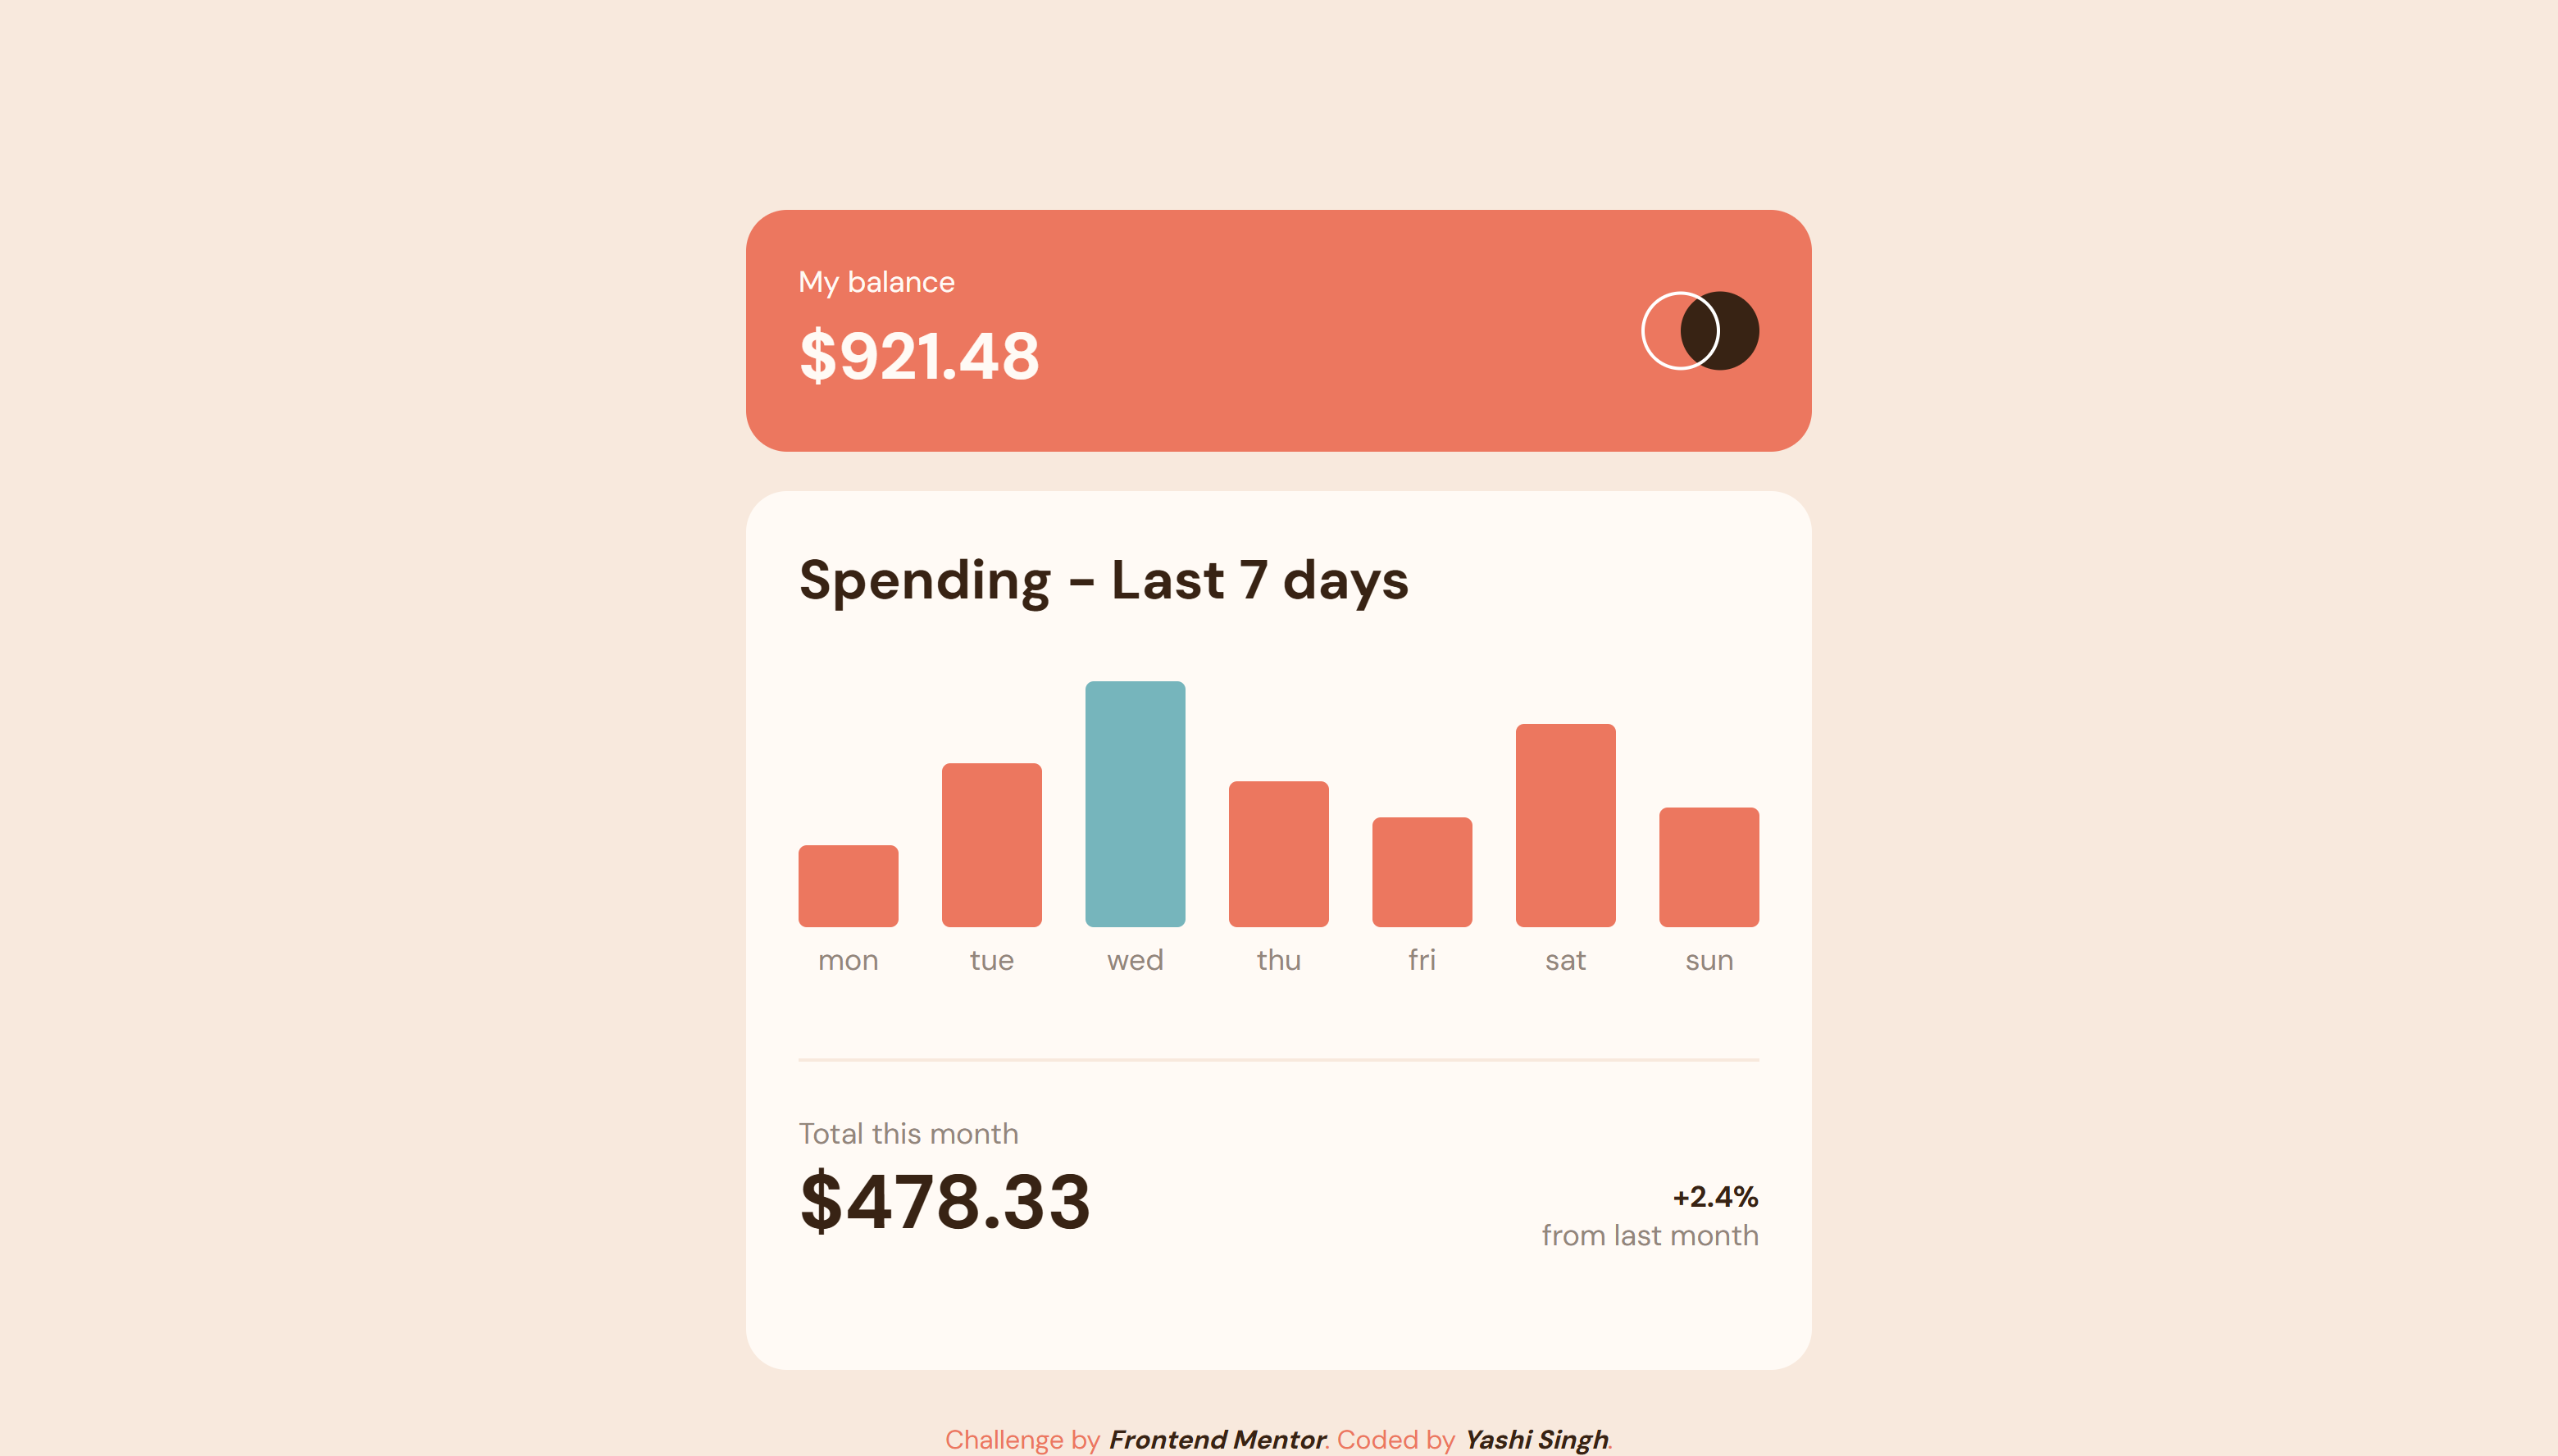 My balance
$921.48
Spending - Last 7 days
mon tue wed thu fri sat sun
Total this month
$478.33
+2.4%
from last month
Challenge by Frontend Mentor. Coded by Yashi Singh.